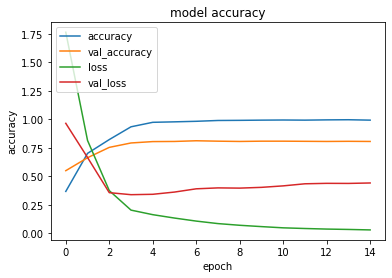 model accuracy
accuracy
val_accuracy
loss
val_loss
1.75
1.50
1.25
1.00
0.75
0.50
0.25
0.00
accuracy
0 2 4 6 8 10 12 14
epoch